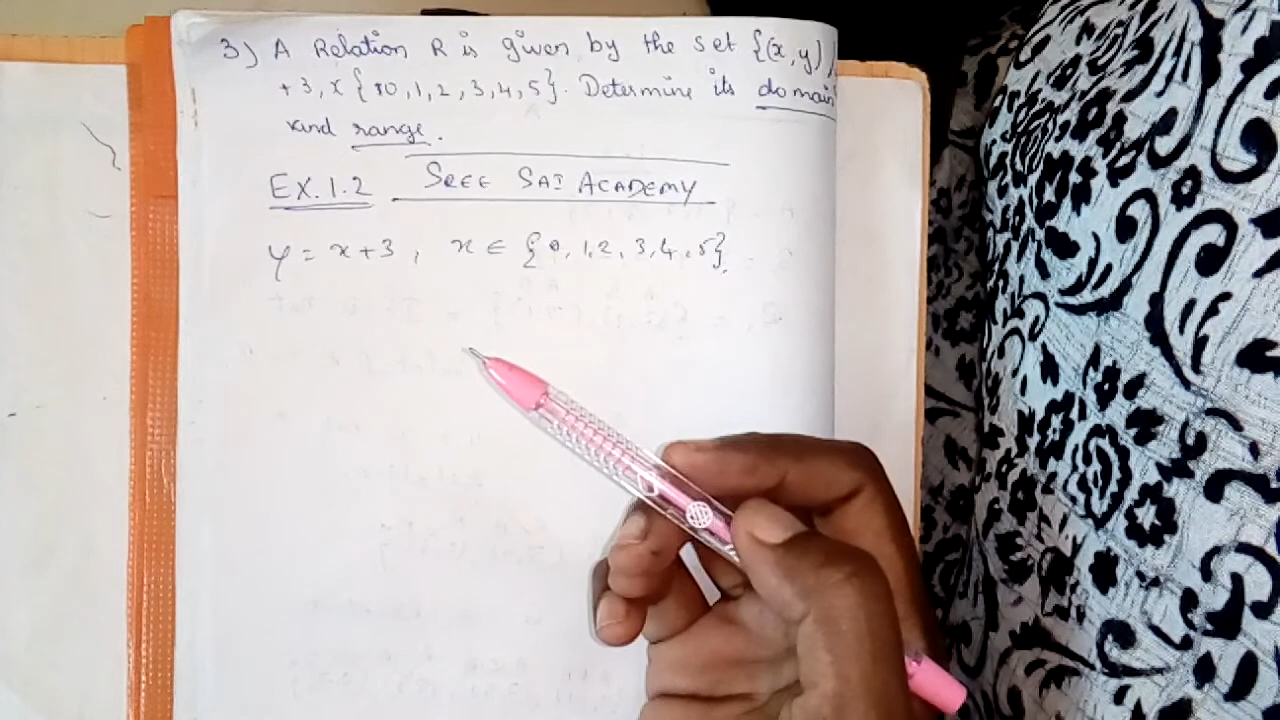 3) A Relation R is given by the set {(x, y) /
+3, x {0, 1, 2, 3, 4, 5}. Determine its domain
and range.
EX.1.2 SREE SAI ACADEMY
y = x+3, x ∈ {0, 1, 2, 3, 4, 5}.